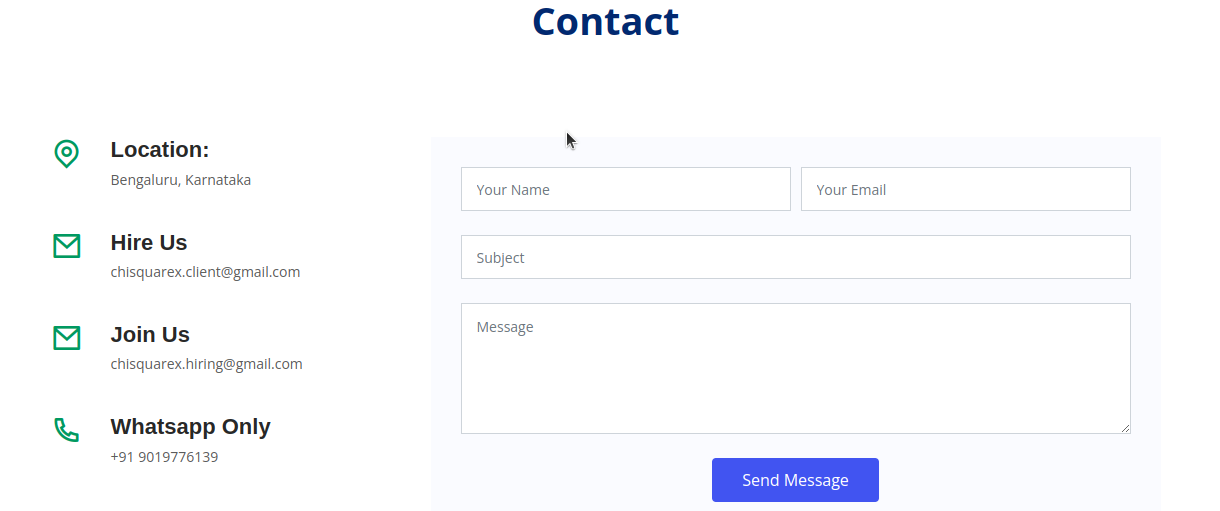 Contact
Location:
Bengaluru, Karnataka
Hire Us
chisquarex.client@gmail.com
Join Us
chisquarex.hiring@gmail.com
Whatsapp Only
+91 9019776139
Your Name
Your Email
Subject
Message
Send Message